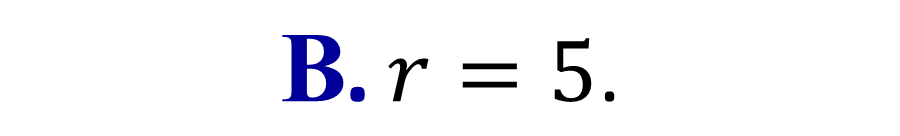 B. r = 5.